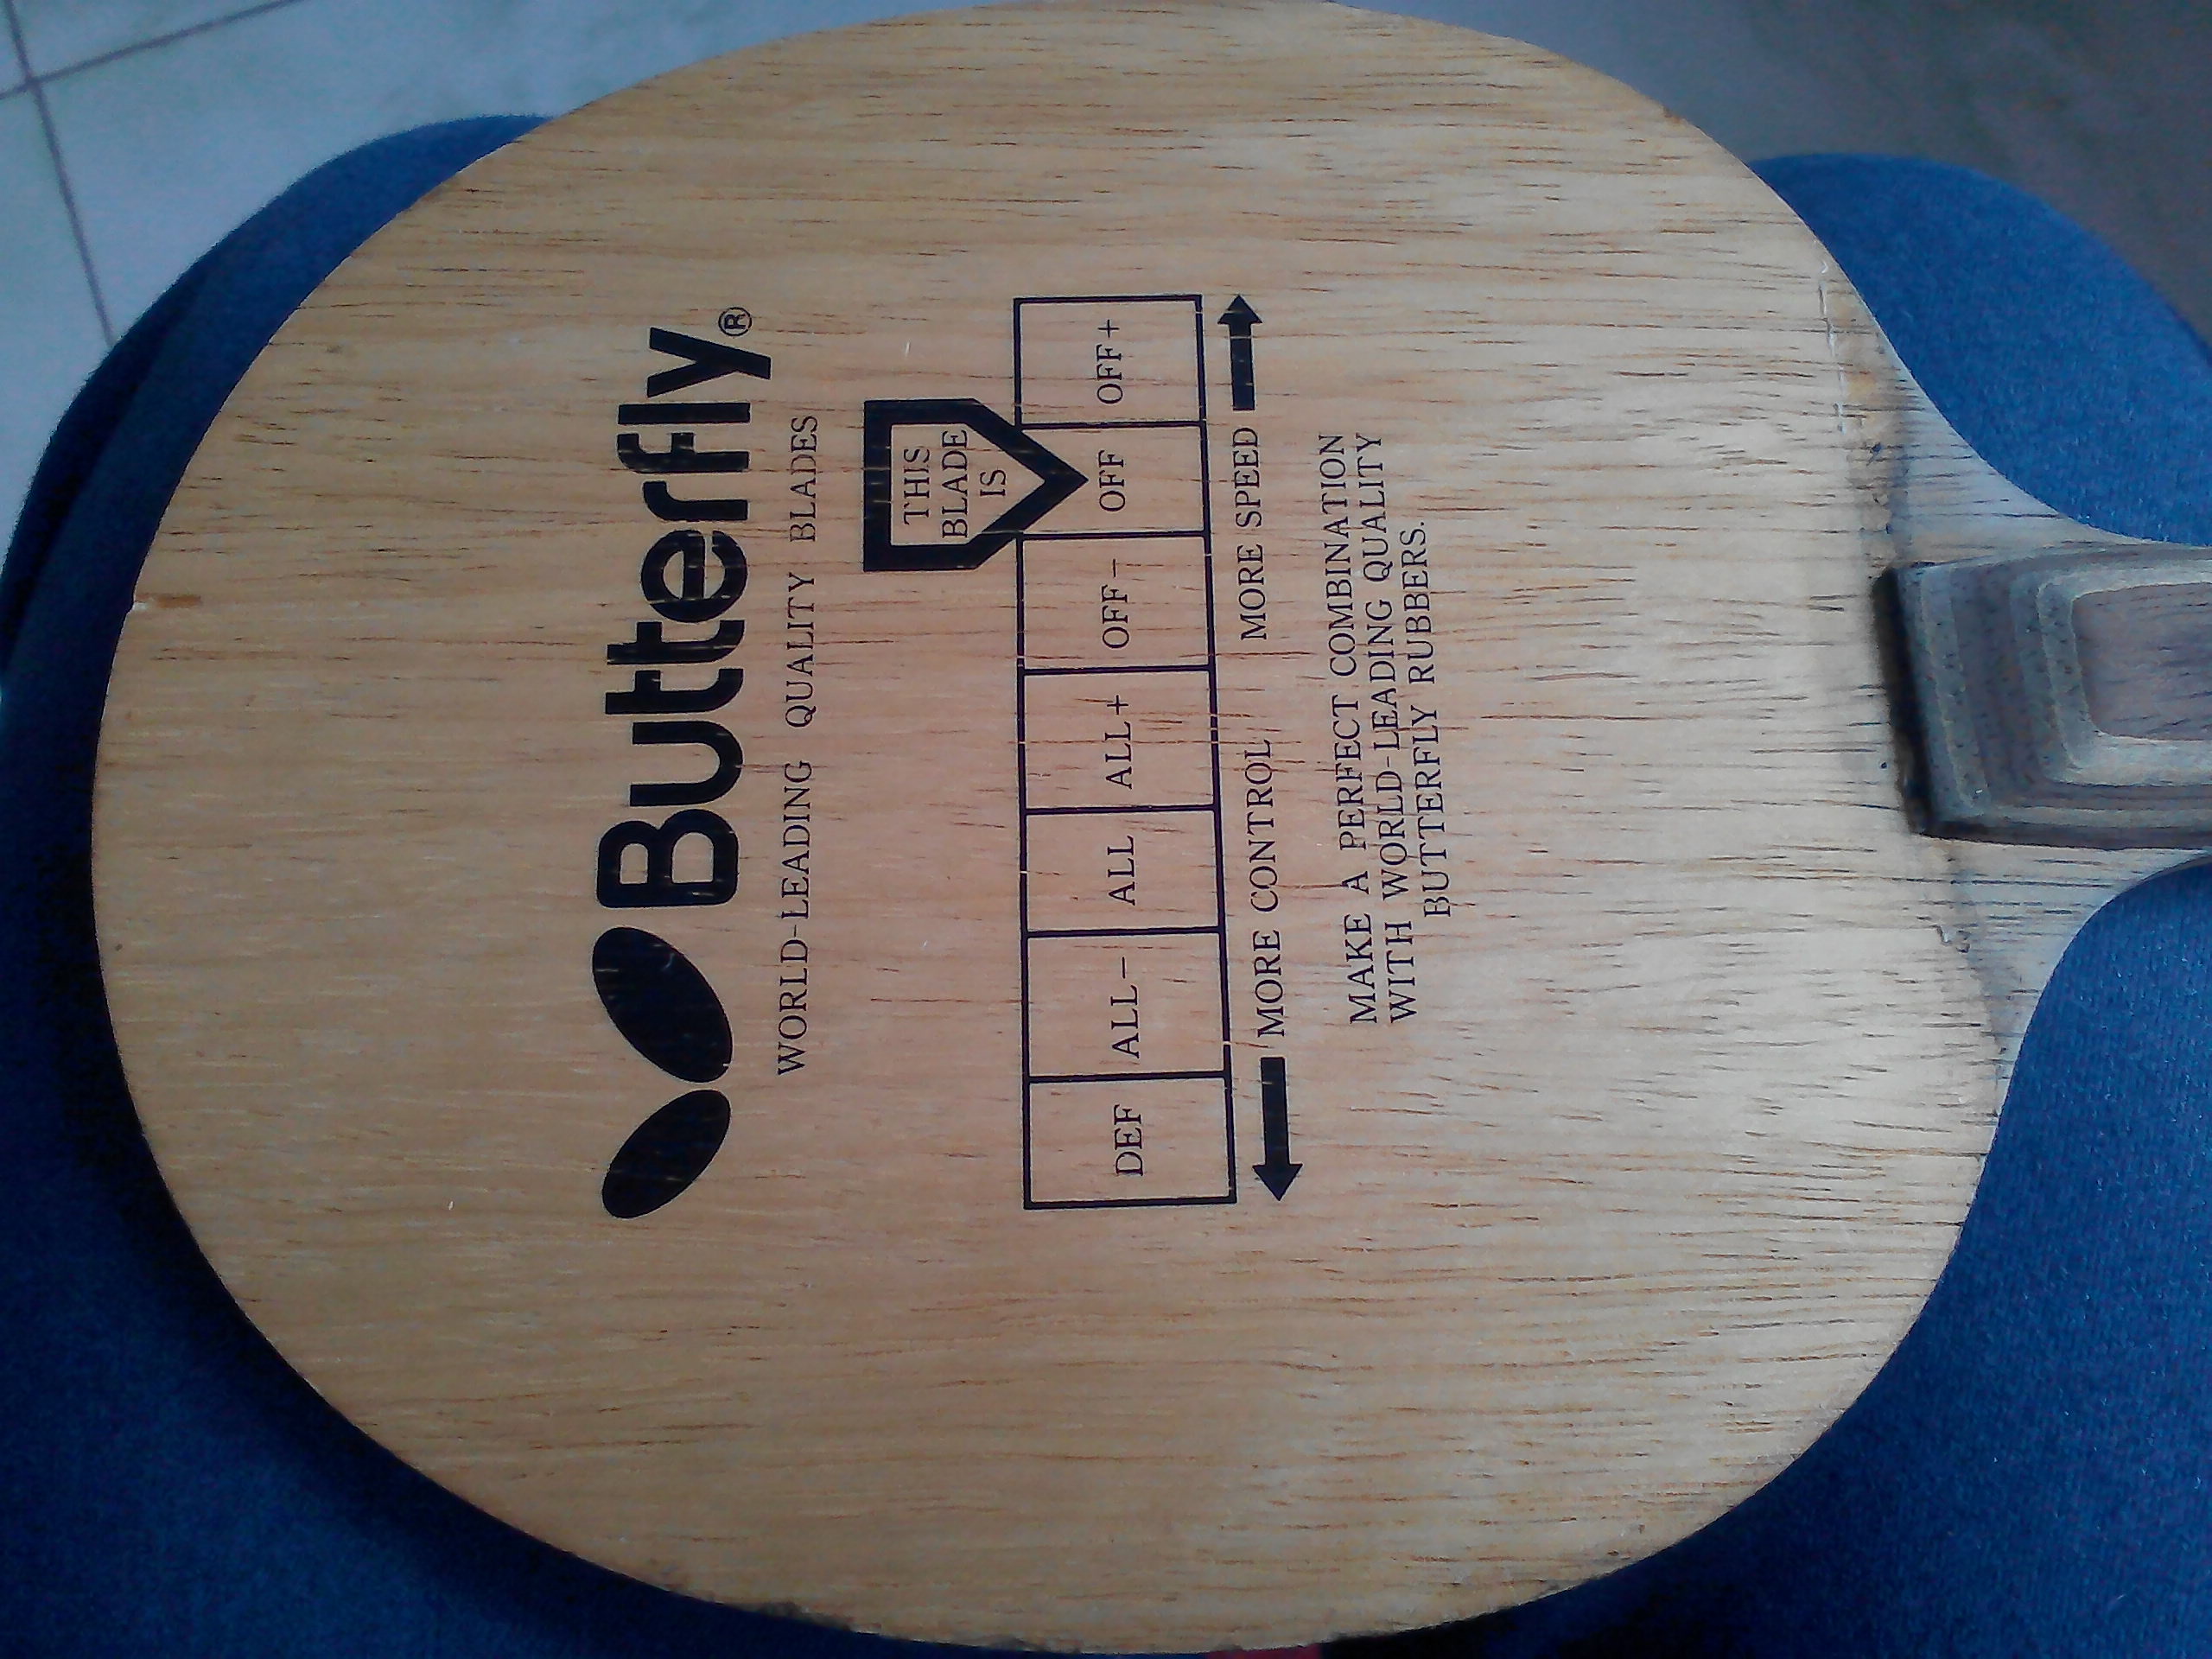 Butterfly®
WORLD-LEADING QUALITY BLADES
THIS
BLADE
IS
DEF ALL- ALL ALL+ OFF- OFF OFF+
MORE CONTROL MORE SPEED
MAKE A PERFECT COMBINATION
WITH WORLD-LEADING QUALITY
BUTTERFLY RUBBERS.